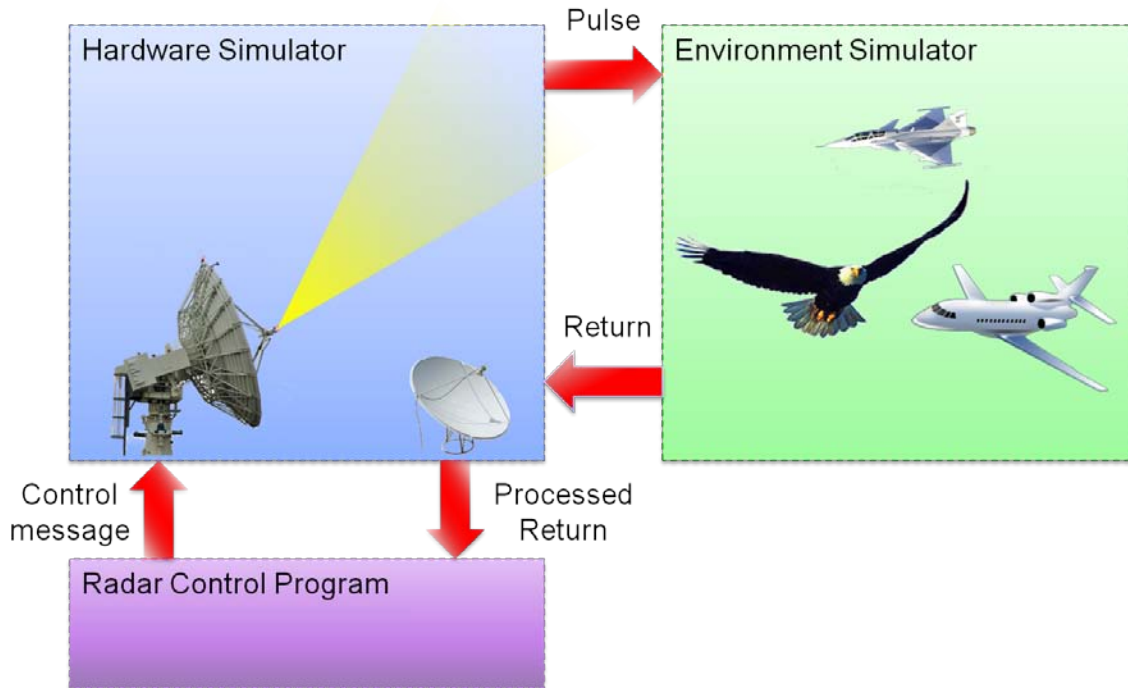 Pulse
Hardware Simulator
Environment Simulator
Return
Control
message
Processed
Return
Radar Control Program